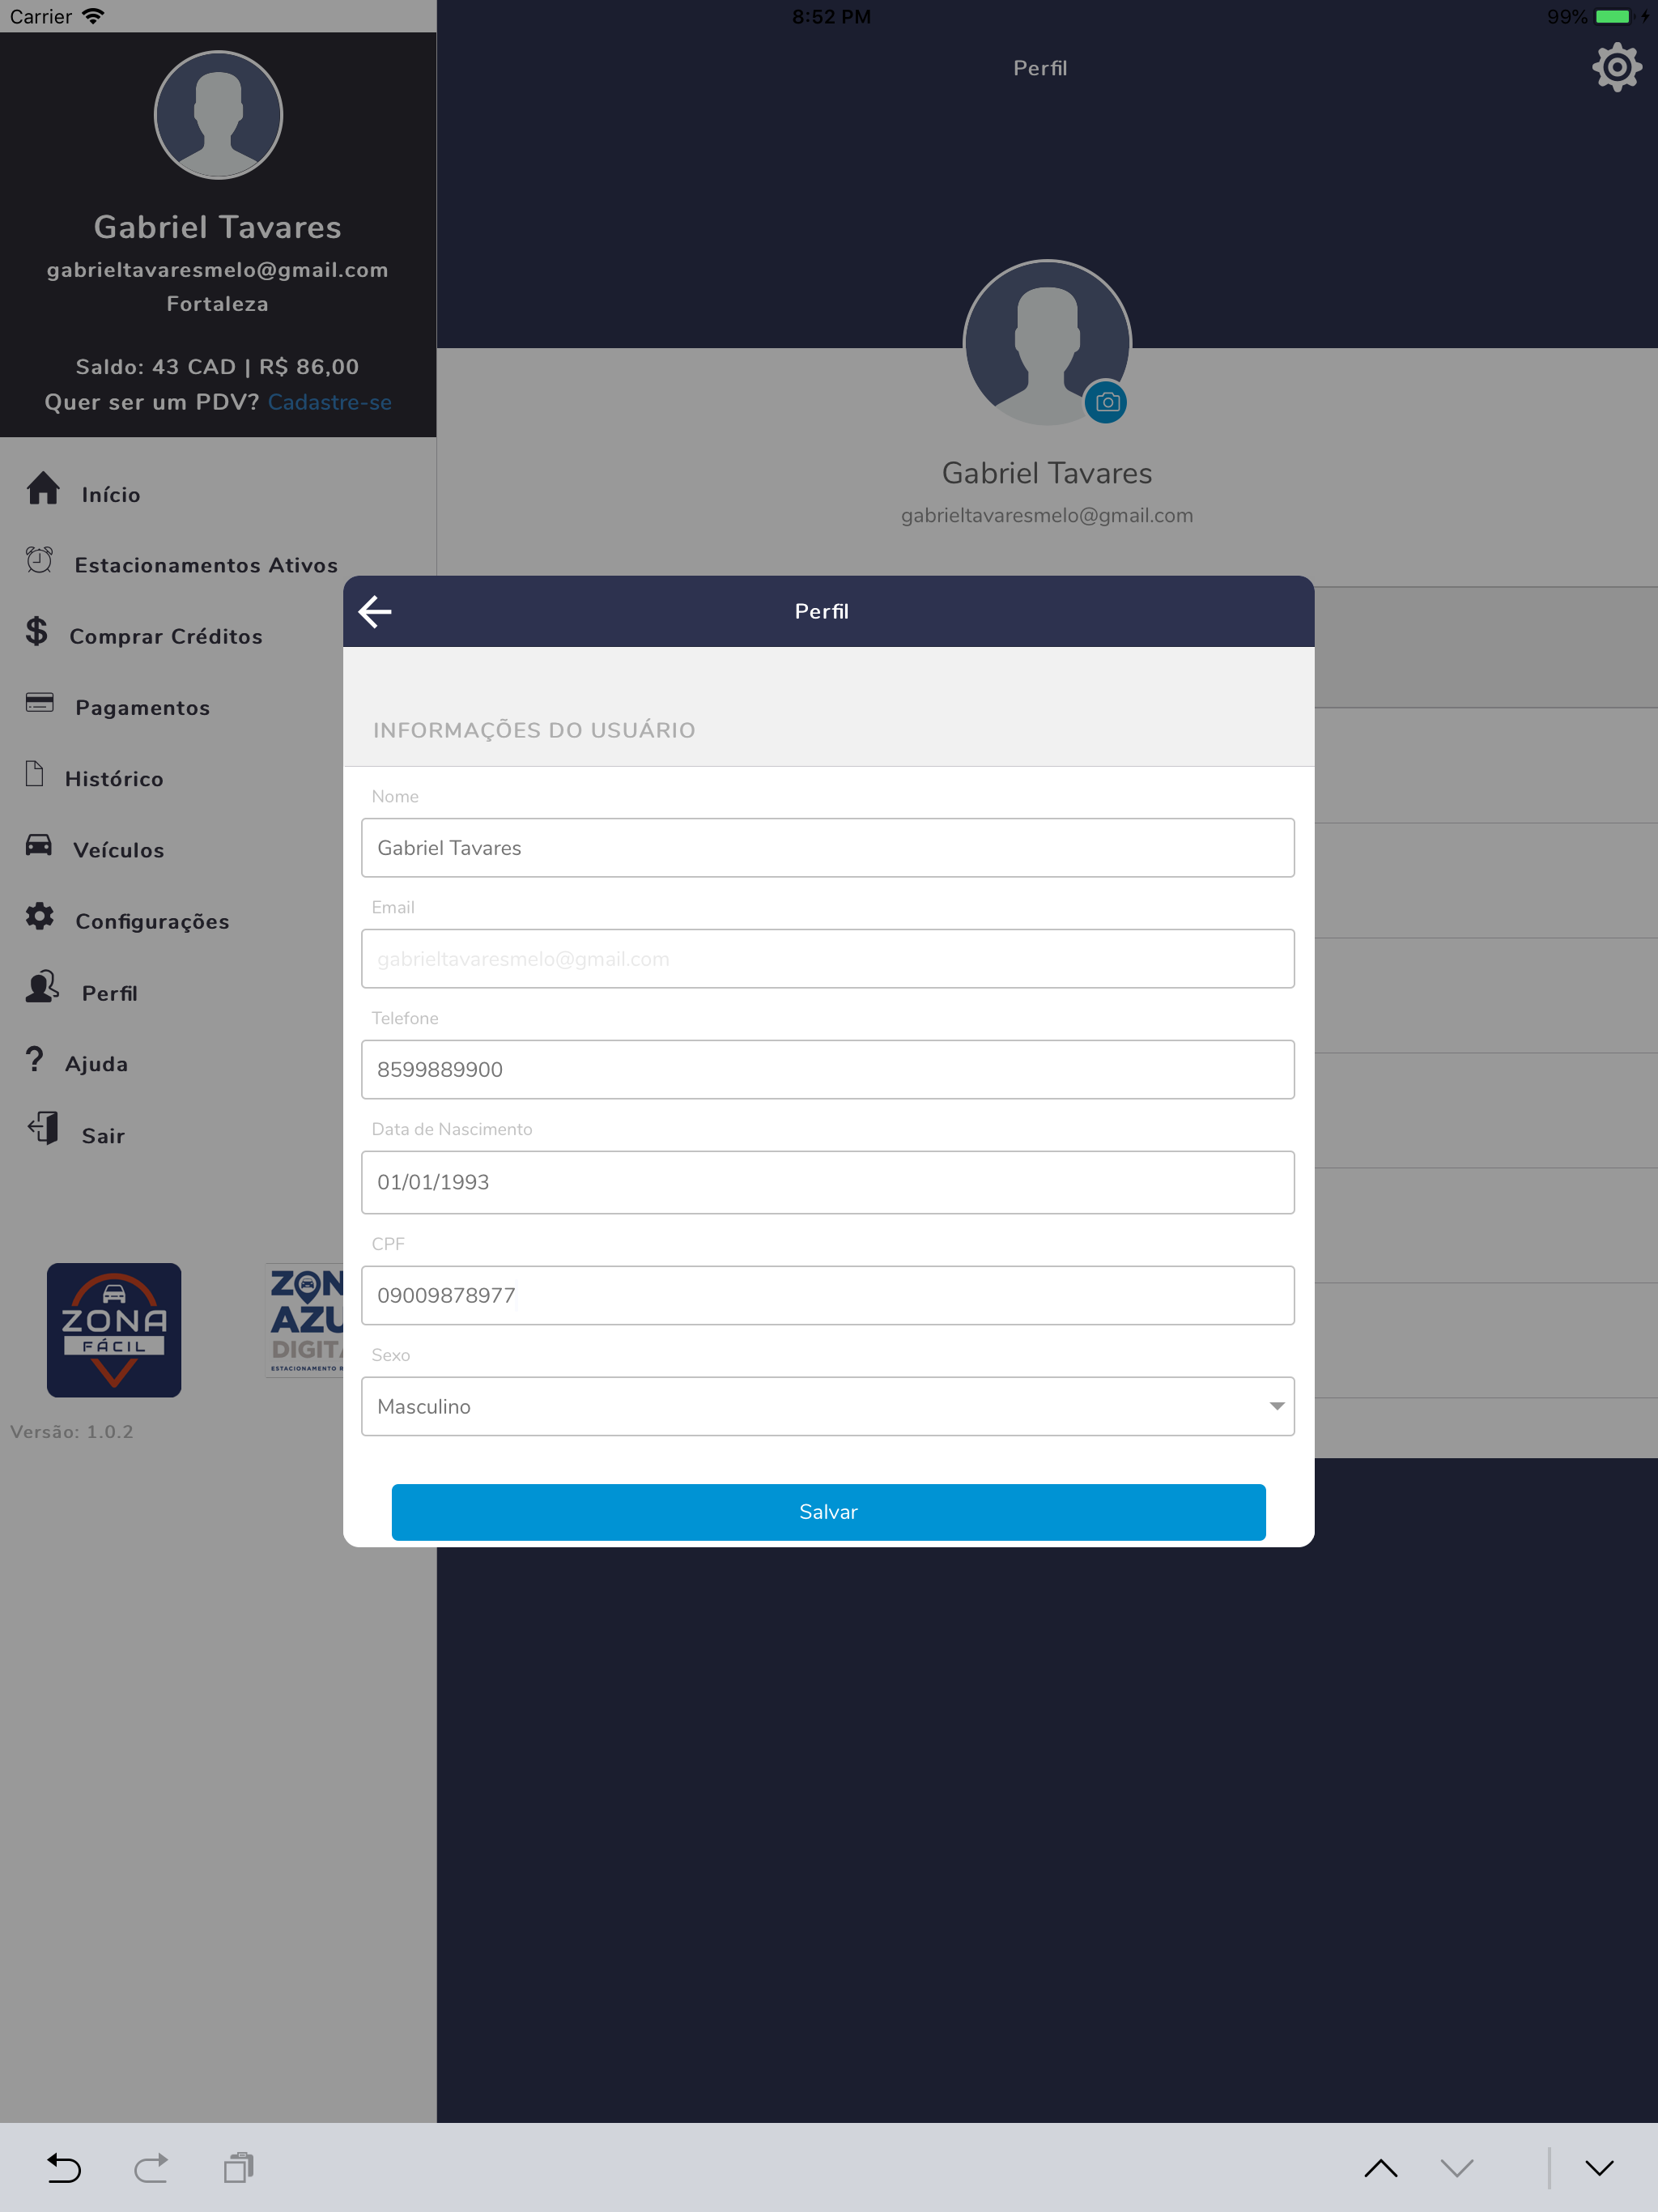 Carrier 8:52 PM 99%
Gabriel Tavares
gabrieltavaresmelo@gmail.com
Fortaleza
Saldo: 43 CAD | R$ 86,00
Quer ser um PDV? Cadastre-se
Início
Estacionamentos Ativos
Comprar Créditos
Pagamentos
Histórico
Veículos
Configurações
Perfil
Ajuda
Sair
ZONA
FÁCIL
ZON
AZU
DIGIT
ESTACIONAMENTO R
Versão: 1.0.2
Perfil
Gabriel Tavares
gabrieltavaresmelo@gmail.com
Perfil
INFORMAÇÕES DO USUÁRIO
Nome
Gabriel Tavares
Email
gabrieltavaresmelo@gmail.com
Telefone
8599889900
Data de Nascimento
01/01/1993
CPF
09009878977
Sexo
Masculino
Salvar